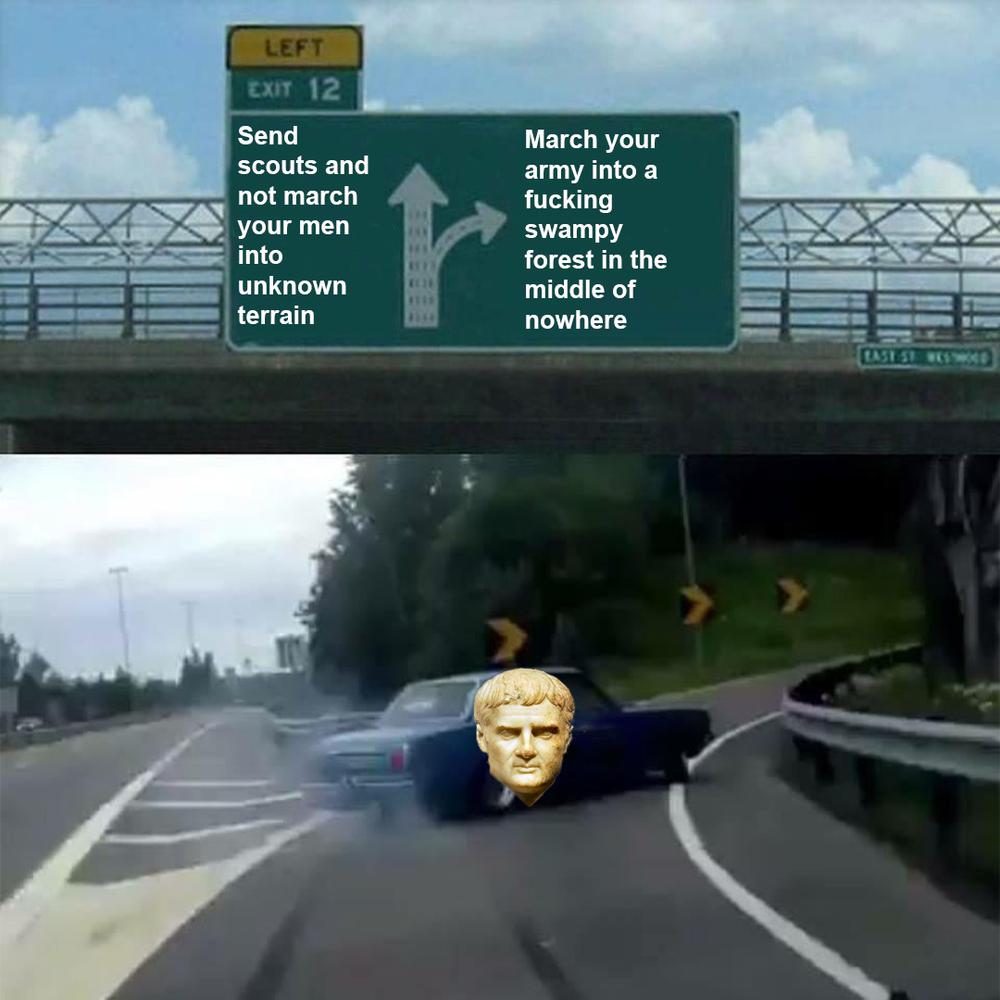 LEFT
EXIT 12
Send
scouts and
not march
your men
into
unknown
terrain
March your
army into a
fucking
swampy
forest in the
middle of
nowhere
EAST ST WESTWOOD